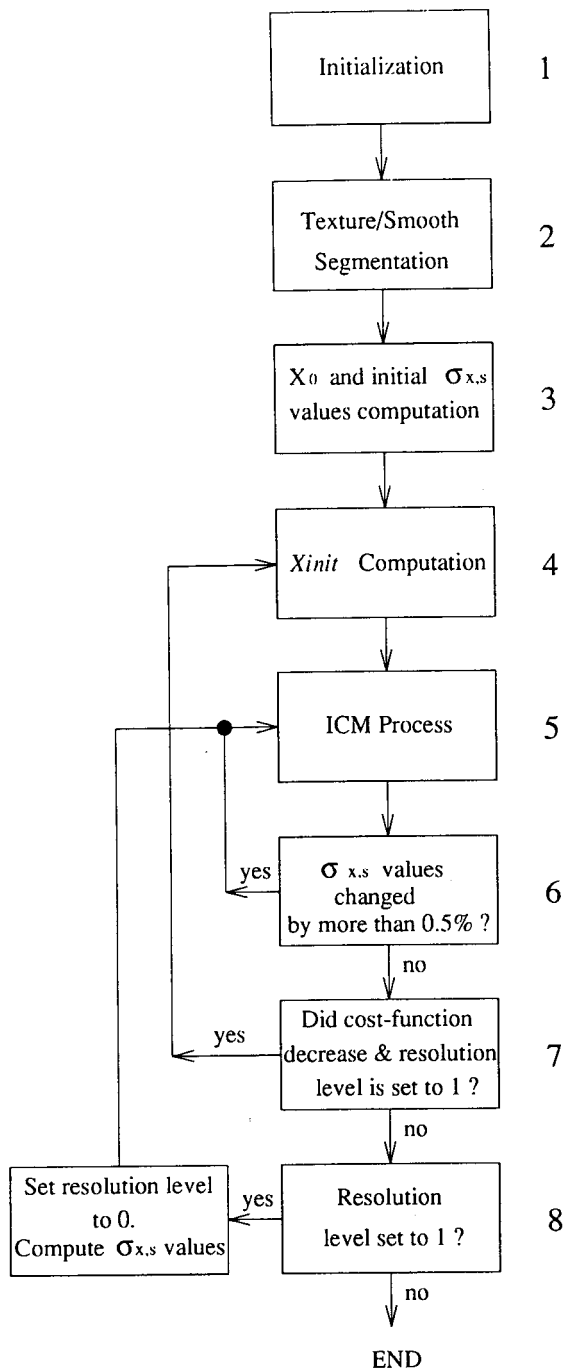 Initialization
1
Texture/Smooth
Segmentation
2
X₀ and initial σx,s
values computation
3
Xinit Computation
4
ICM Process
5
yes
σ x,s values
changed
by more than 0.5% ?
6
no
yes
Did cost-function
decrease & resolution
level is set to 1 ?
7
no
Set resolution level
to 0.
Compute σx,s values
yes
Resolution
level set to 1 ?
8
no
END